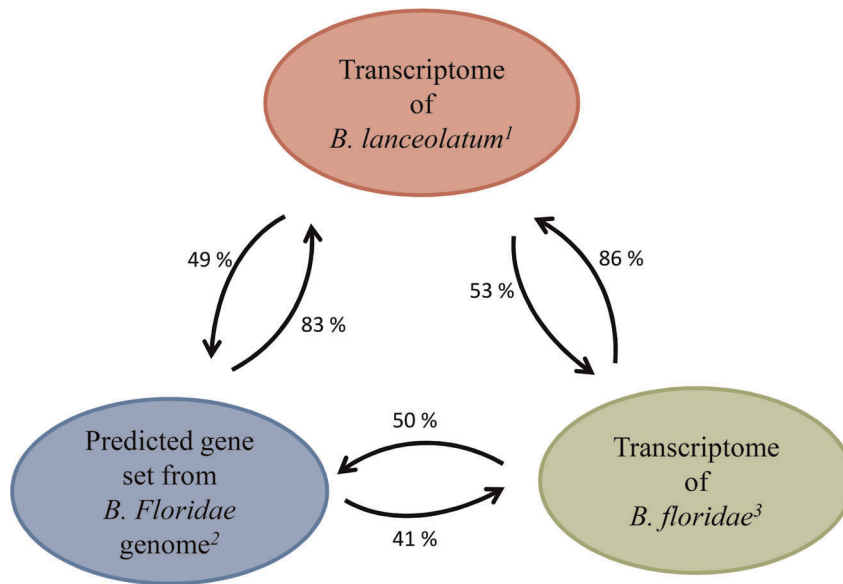 Transcriptome
of
B. lanceolatum¹
49 %
83 %
53 %
86 %
Predicted gene
set from
B. Floridae
genome²
50 %
41 %
Transcriptome
of
B. floridae³